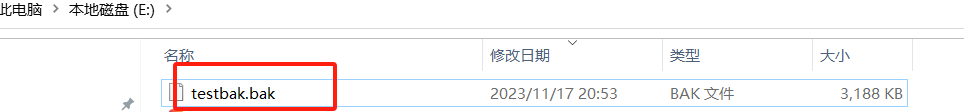 此电脑 > 本地磁盘 (E:) >
名称 修改日期 类型 大小
testbak.bak 2023/11/17 20:53 BAK 文件 3,188 KB